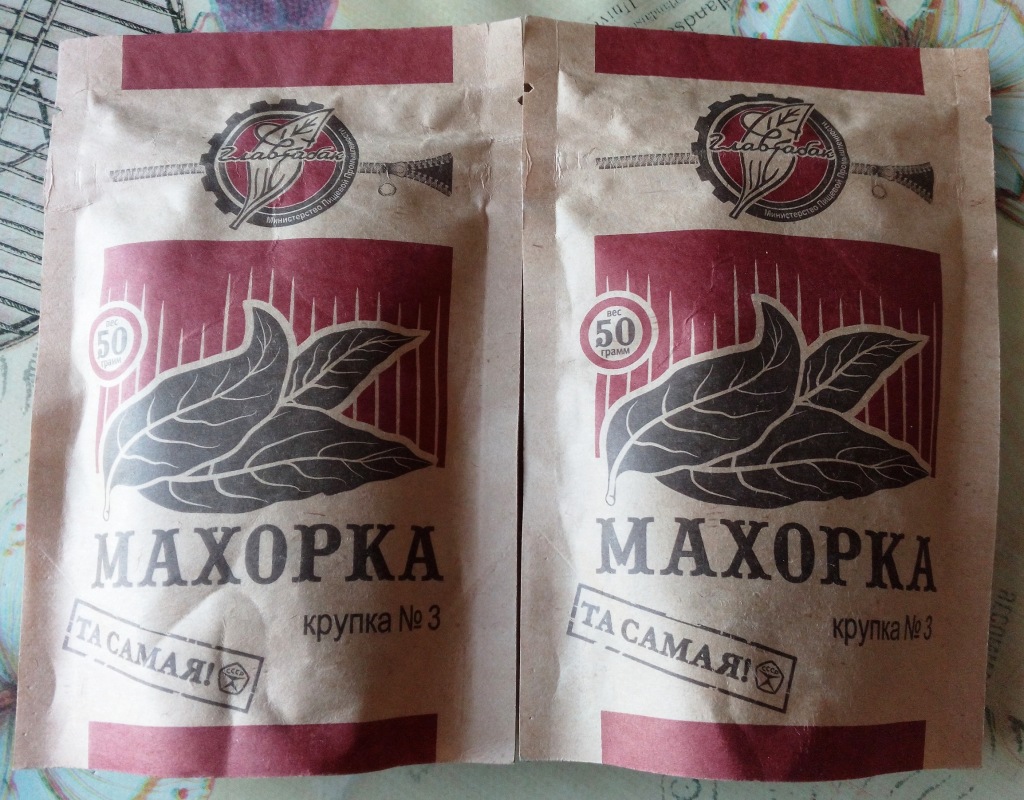 Главтабак
Министерство Пищевой Промышленности
вес
50
грамм
МАХОРКА
крупка № 3
ТА САМАЯ!
СССР
Главтабак
Министерство Пищевой Промышленности
вес
50
грамм
МАХОРКА
крупка № 3
ТА САМАЯ!
СССР